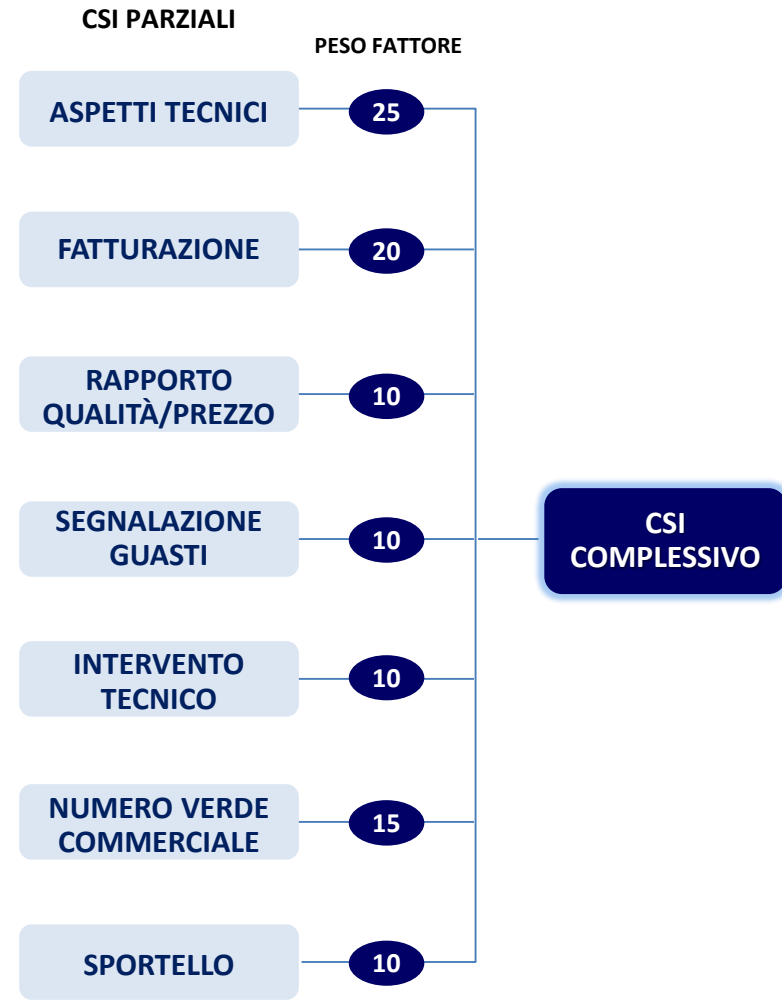 CSI PARZIALI
PESO FATTORE
ASPETTI TECNICI
25
FATTURAZIONE
20
RAPPORTO
QUALITÀ/PREZZO
10
SEGNALAZIONE
GUASTI
10
CSI
COMPLESSIVO
INTERVENTO
TECNICO
10
NUMERO VERDE
COMMERCIALE
15
SPORTELLO
10